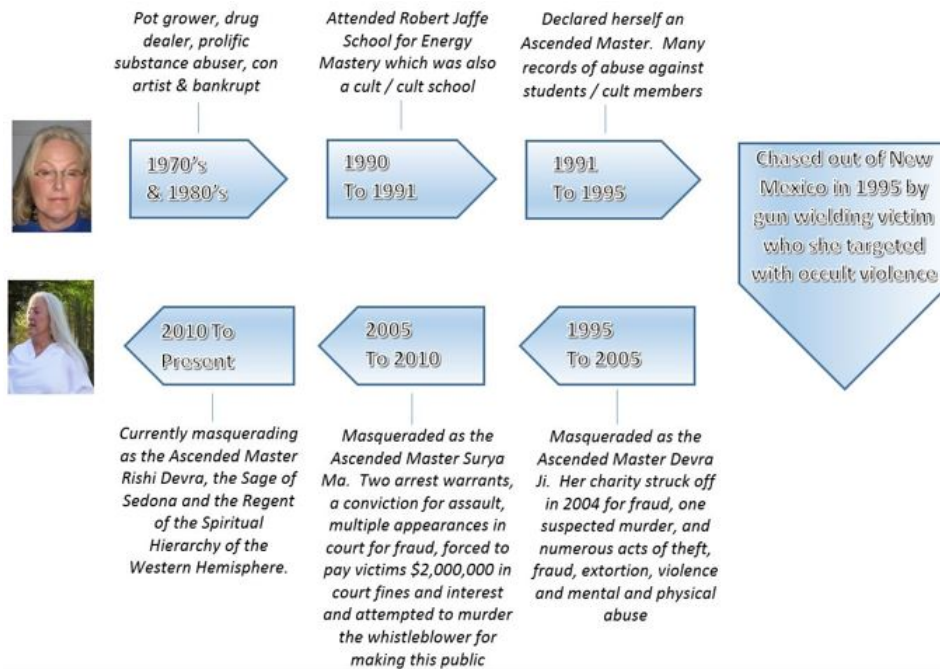 Pot grower, drug
dealer, prolific
substance abuser, con
artist & bankrupt
Attended Robert Jaffe
School for Energy
Mastery which was also
a cult / cult school
Declared herself an
Ascended Master.  Many
records of abuse against
students / cult members
1970's
& 1980's
1990
To 1991
1991
To 1995
Chased out of New
Mexico in 1995 by
gun wielding victim
who she targeted
with occult violence
2010 To
Present
2005
To 2010
1995
To 2005
Currently masquerading
as the Ascended Master
Rishi Devra, the Sage of
Sedona and the Regent
of the Spiritual
Hierarchy of the
Western Hemisphere.
Masqueraded as the
Ascended Master Surya
Ma.  Two arrest warrants,
a conviction for assault,
multiple appearances in
court for fraud, forced to
pay victims $2,000,000 in
court fines and interest
and attempted to murder
the whistleblower for
making this public
Masqueraded as the
Ascended Master Devra
Ji.  Her charity struck off
in 2004 for fraud, one
suspected murder, and
numerous acts of theft,
fraud, extortion, violence
and mental and physical
abuse